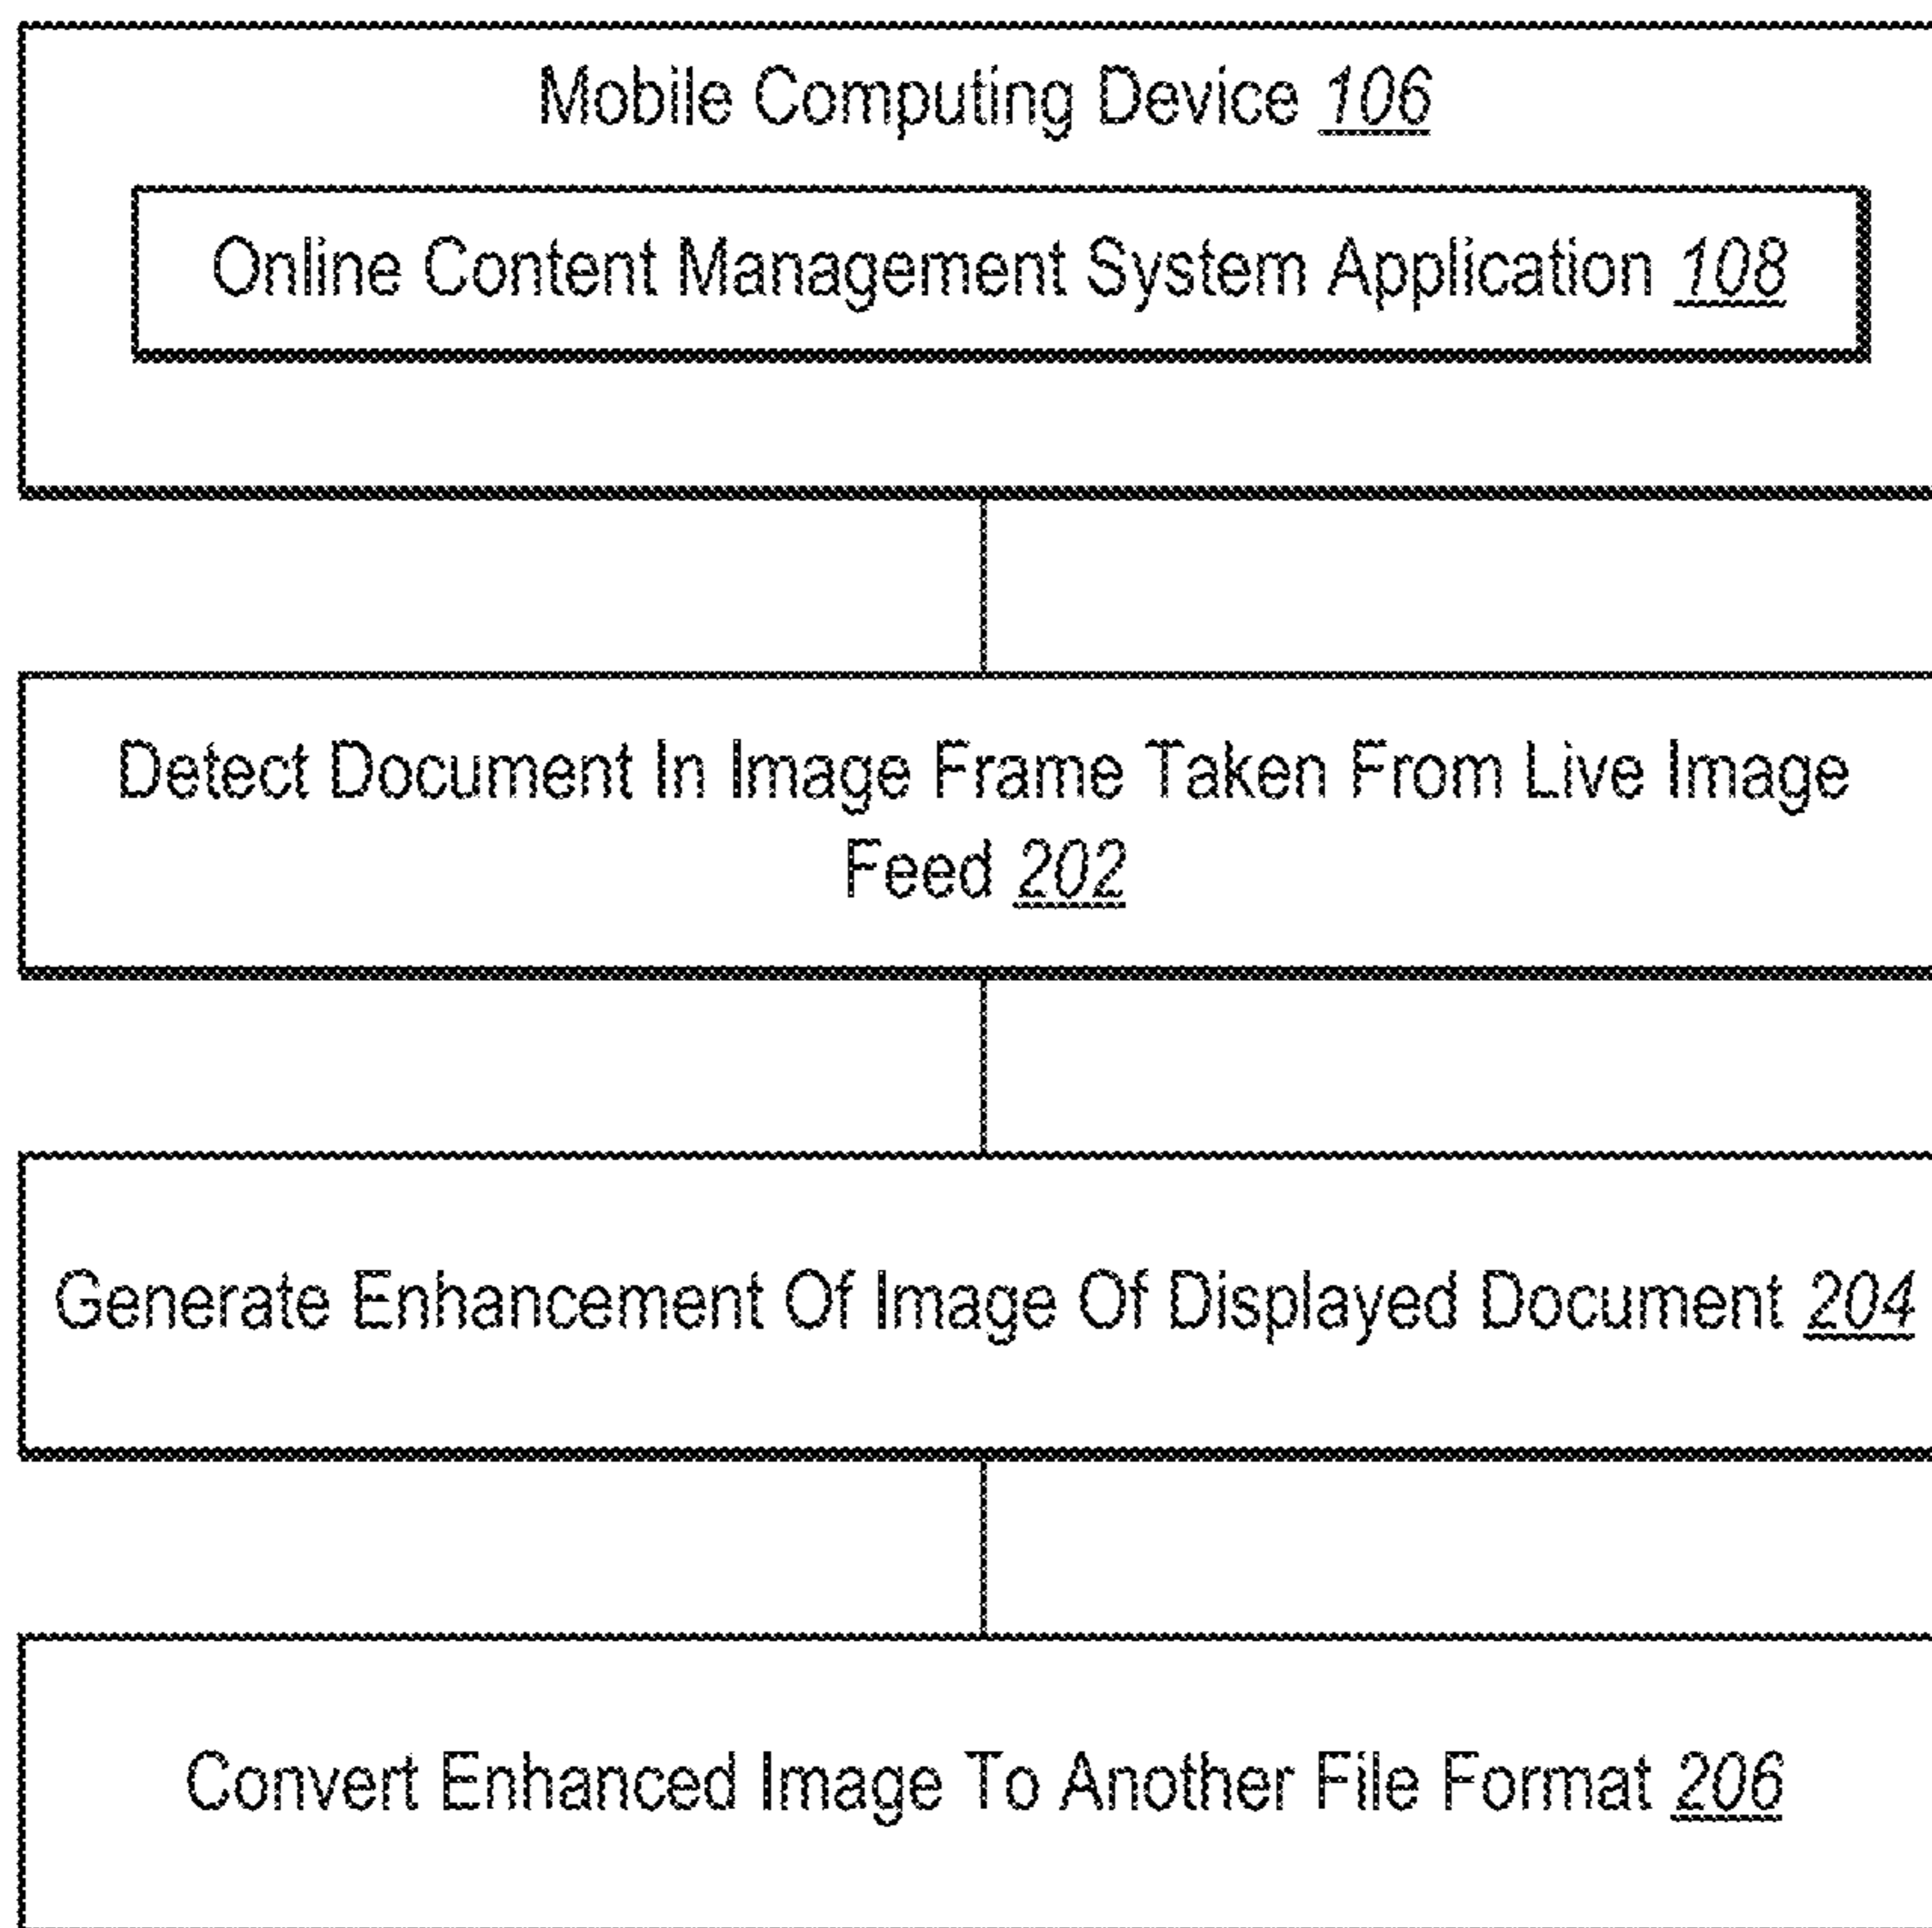 Mobile Computing Device 106
Online Content Management System Application 108
Detect Document In Image Frame Taken From Live Image
Feed 202
Generate Enhancement Of Image Of Displayed Document 204
Convert Enhanced Image To Another File Format 206